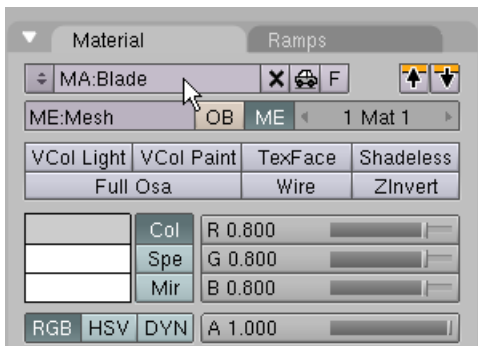 Material Ramps
MA:Blade F
ME:Mesh OB ME 1 Mat 1
VCol Light VCol Paint TexFace Shadeless
Full Osa Wire ZInvert
Col R 0.800
Spe G 0.800
Mir B 0.800
RGB HSV DYN A 1.000